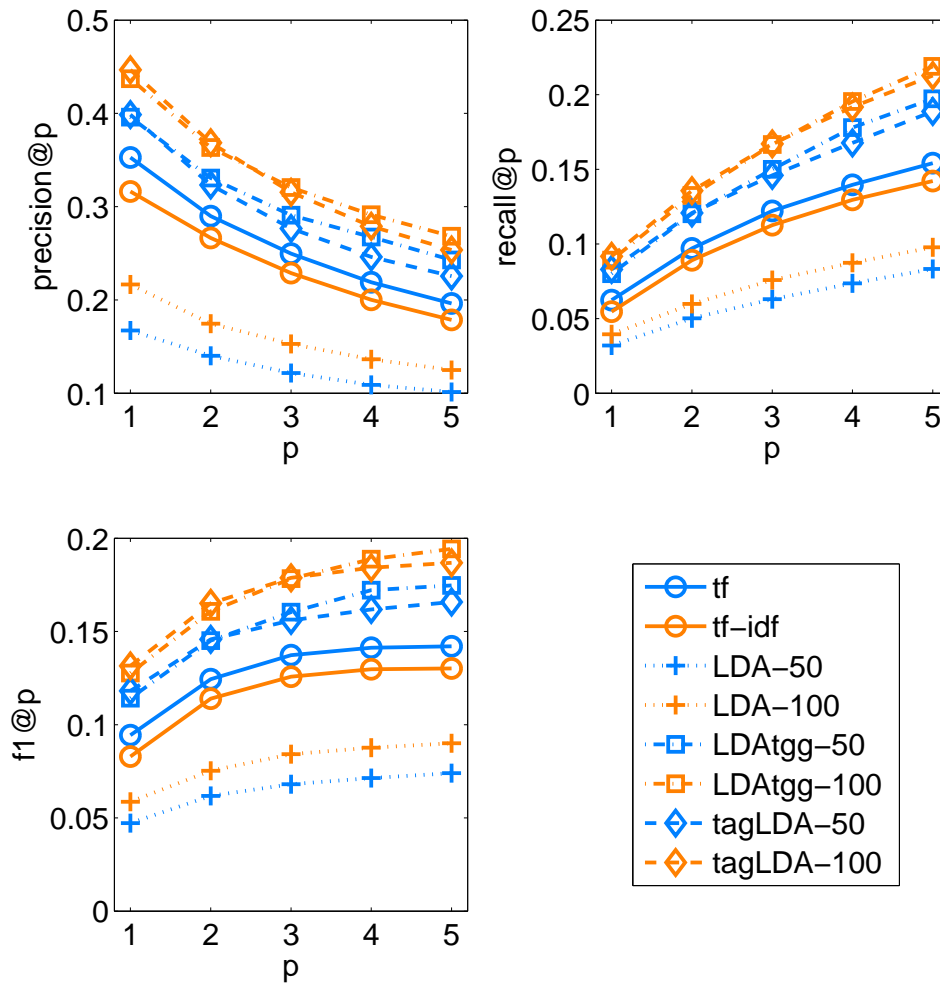 0.5
0.4
0.3
0.2
0.1
precision@p
1 2 3 4 5
p
0.25
0.2
0.15
0.1
0.05
0
recall@p
1 2 3 4 5
p
0.2
0.15
0.1
0.05
0
f1@p
1 2 3 4 5
p
tf
tf−idf
LDA−50
LDA−100
LDAtgg−50
LDAtgg−100
tagLDA−50
tagLDA−100